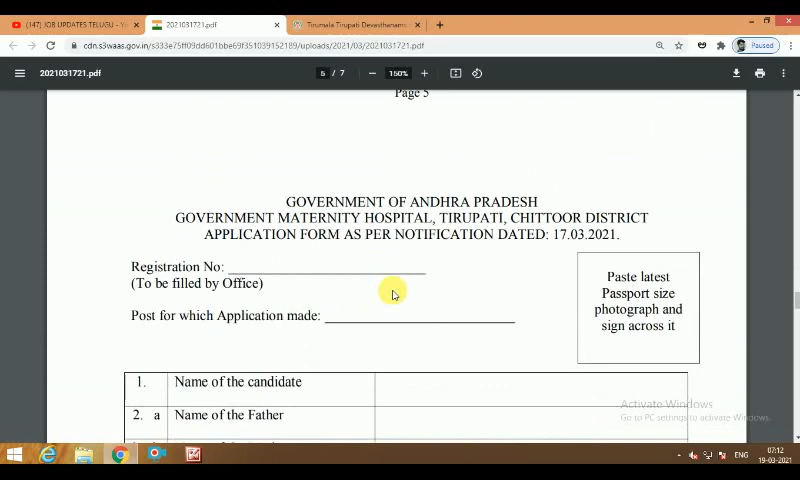 (147) JOB UPDATES TELUGU - Yo
2021031721.pdf
Tirumala Tirupati Devasthanams
cdn.s3waas.gov.in/s333e75ff09dd601bbe69f351039152189/uploads/2021/03/2021031721.pdf
Paused
2021031721.pdf
5 / 7
150%
Page 5
GOVERNMENT OF ANDHRA PRADESH
GOVERNMENT MATERNITY HOSPITAL, TIRUPATI, CHITTOOR DISTRICT
APPLICATION FORM AS PER NOTIFICATION DATED: 17.03.2021.
Registration No:
(To be filled by Office)
Post for which Application made:
Paste latest
Passport size
photograph and
sign across it
1. Name of the candidate
2. a Name of the Father
Activate Windows
Go to PC settings to activate Windows.
ENG
07:12
19-03-2021